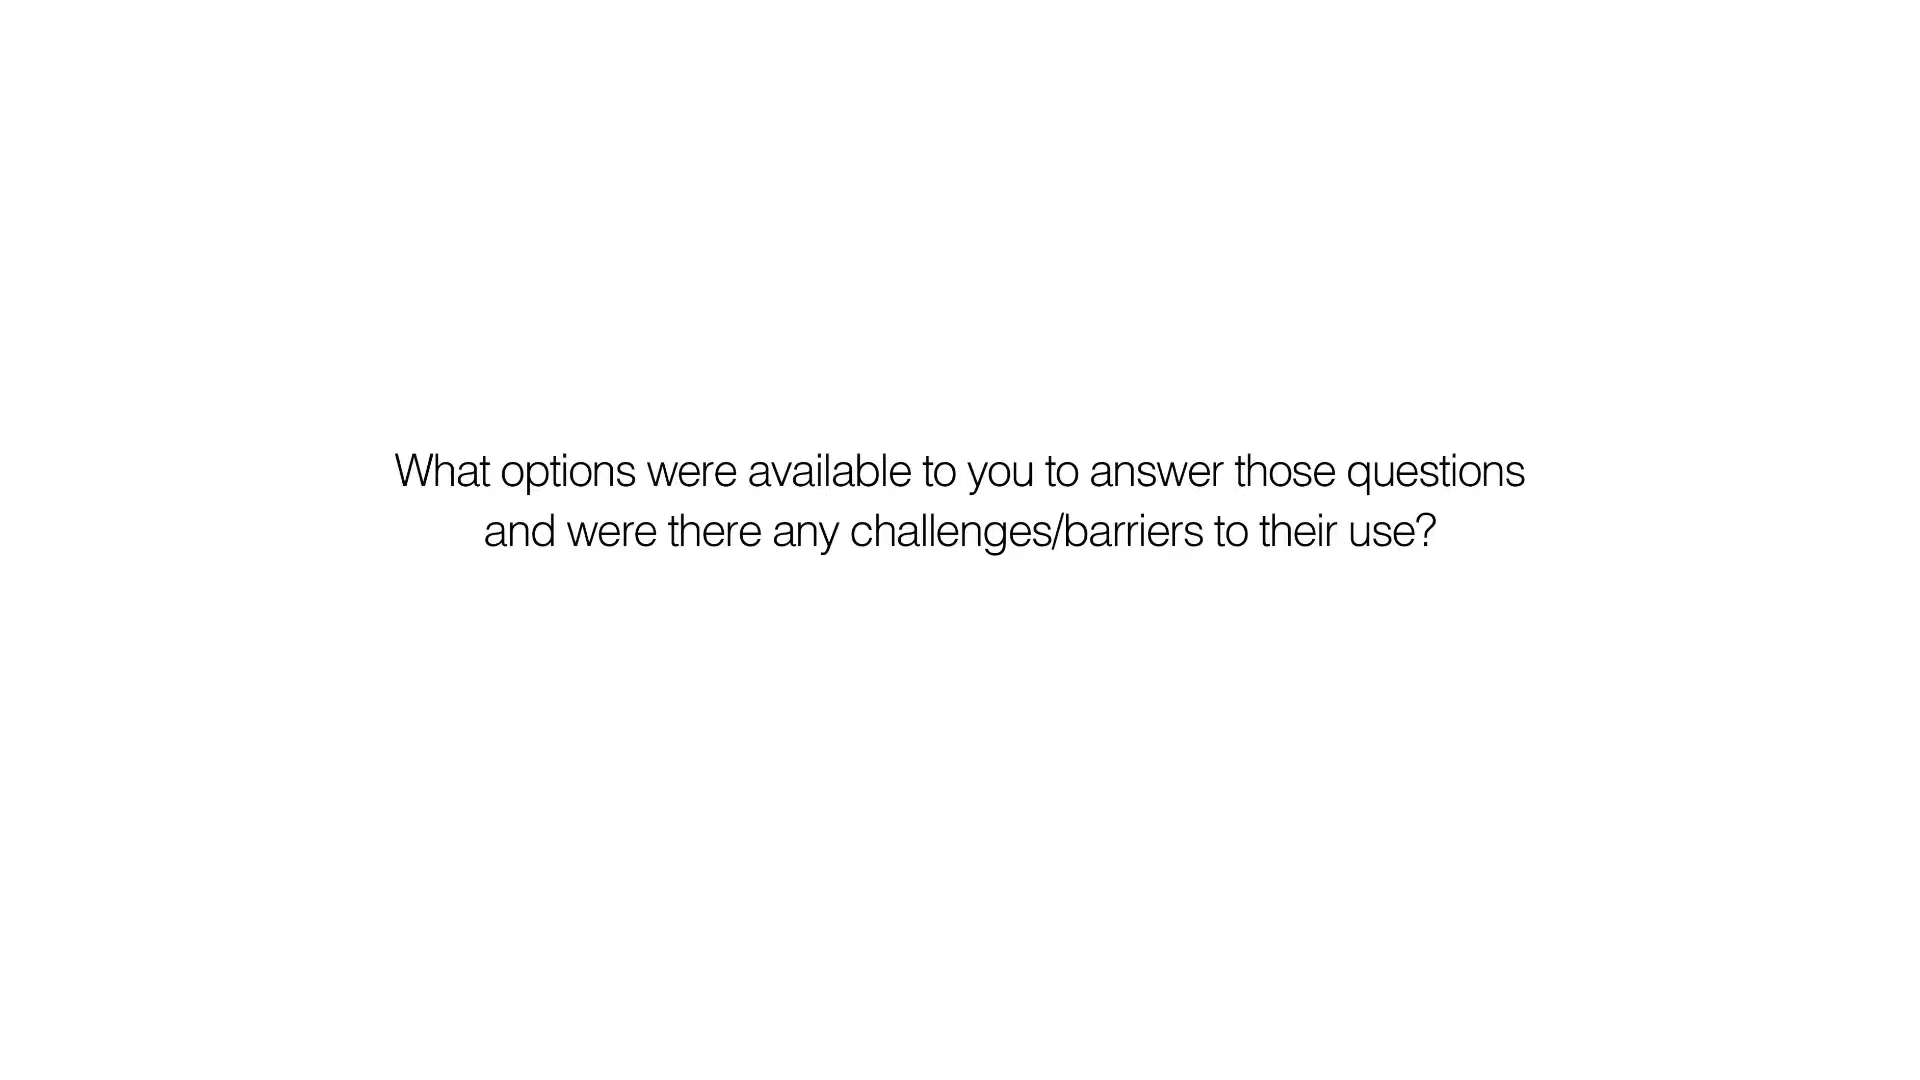 What options were available to you to answer those questions
and were there any challenges/barriers to their use?